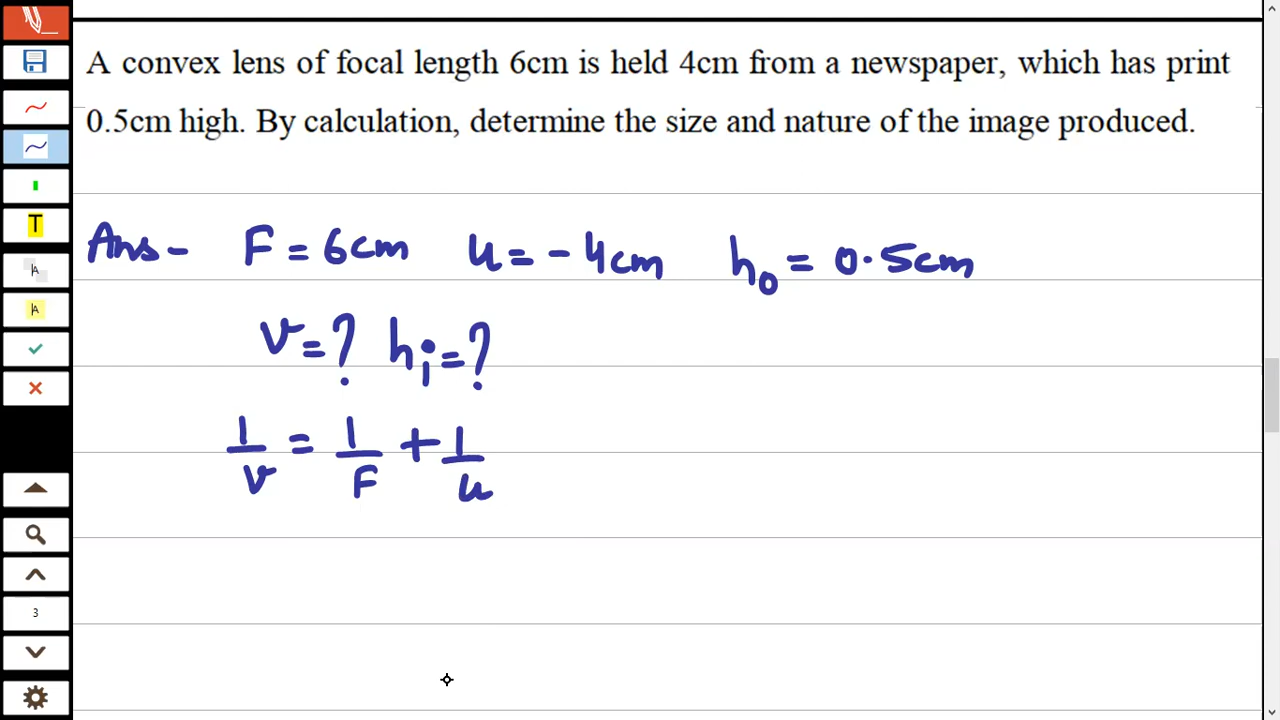 A convex lens of focal length 6cm is held 4cm from a newspaper, which has print
0.5cm high. By calculation, determine the size and nature of the image produced.
Ans- F = 6cm u = - 4cm h₀ = 0.5cm
v = ? hᵢ = ?
1/v = 1/F + 1/u
T
A
A
3